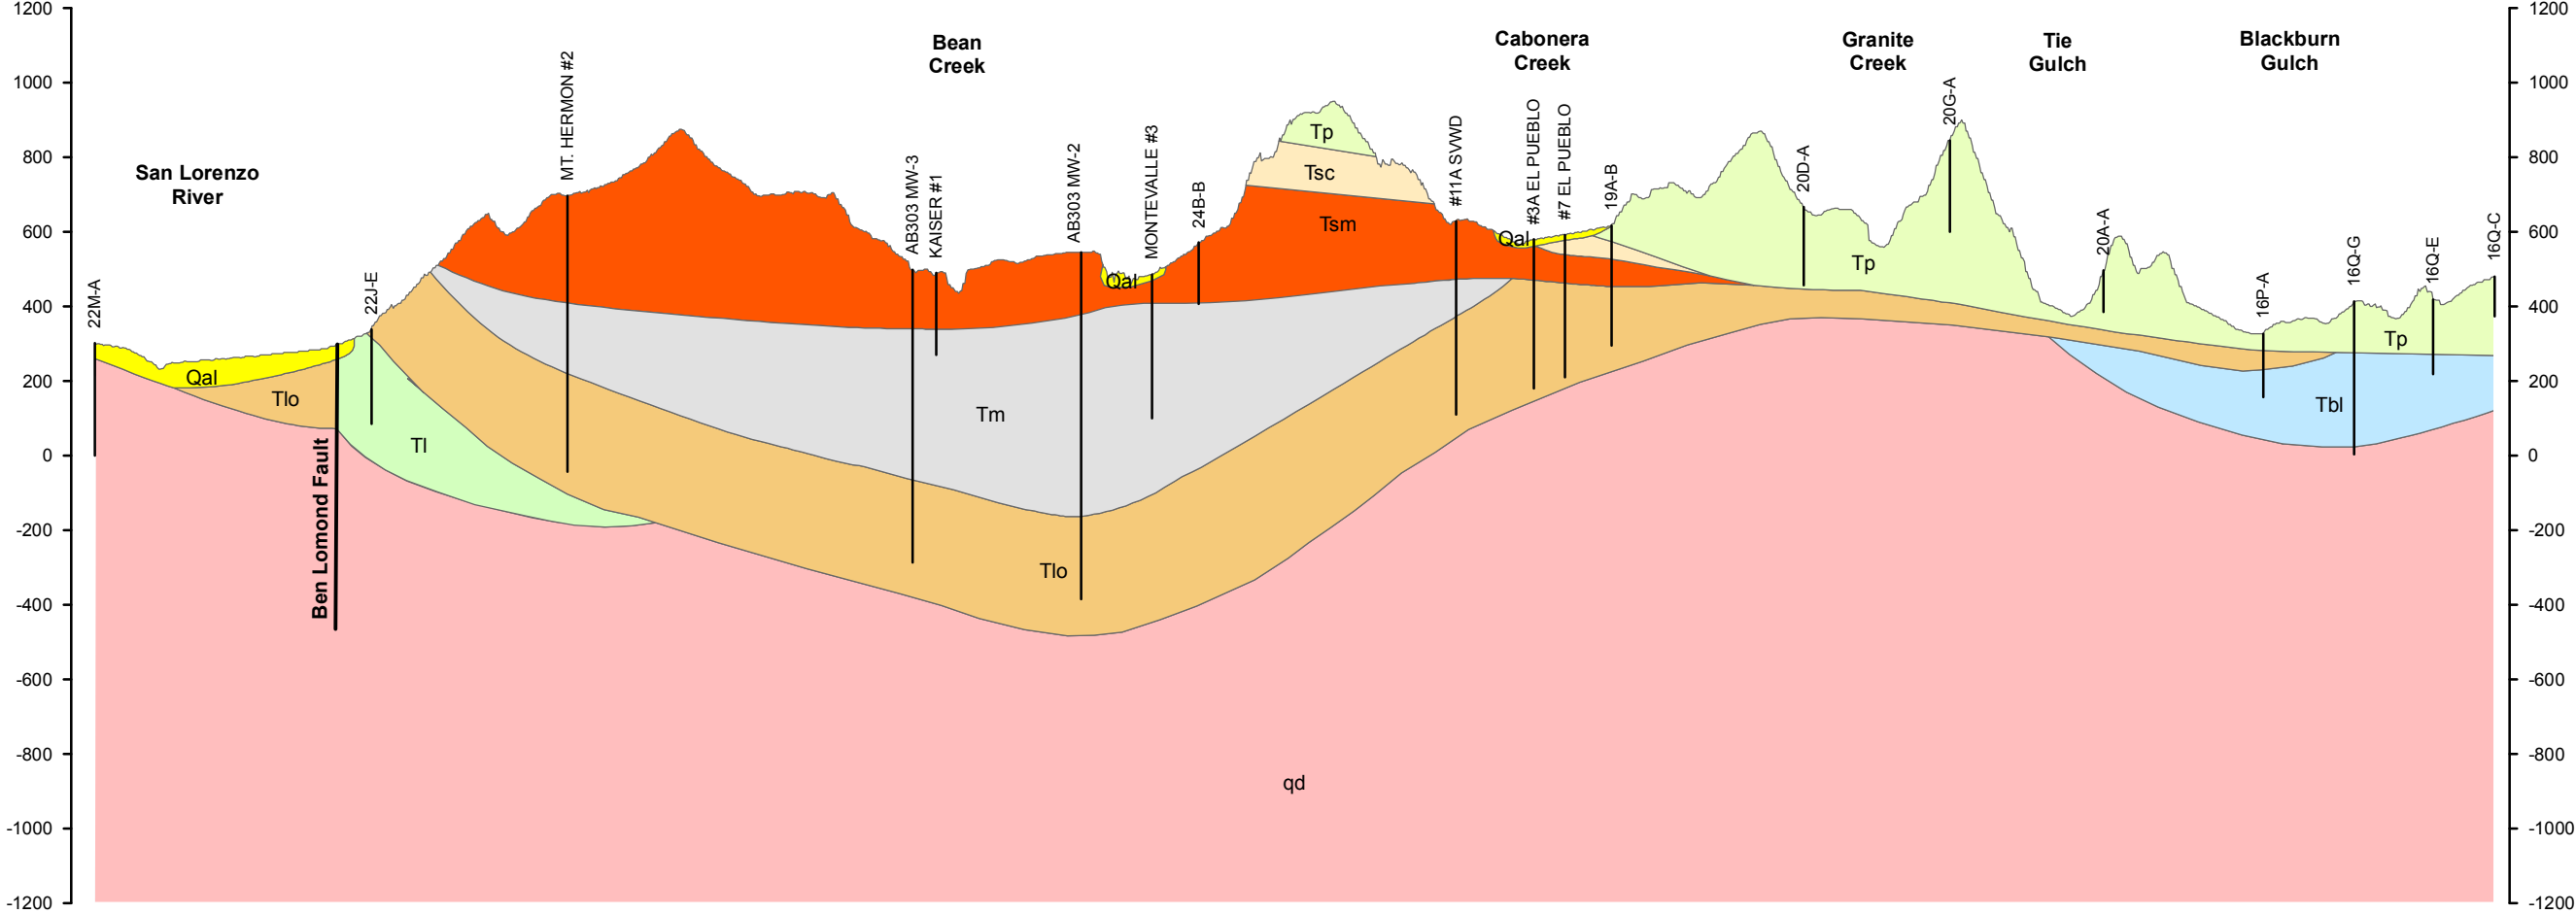 1200
1000
800
600
400
200
0
-200
-400
-600
-800
-1000
-1200
San Lorenzo
River
Bean
Creek
Cabonera
Creek
Granite
Creek
Tie
Gulch
Blackburn
Gulch
22M-A
22J-E
MT. HERMON #2
AB303 MW-3
KAISER #1
AB303 MW-2
MONTEVALLE #3
24B-B
#11A SVWD
#3A EL PUEBLO
#7 EL PUEBLO
19A-B
20D-A
20G-A
20A-A
16P-A
16Q-G
16Q-E
16Q-C
Tp
Tsc
Tsm
Qal
Qal
Tp
Tp
Qal
Tlo
Tl
Tm
Tbl
Tlo
Ben Lomond Fault
qd
1200
1000
800
600
400
200
0
-200
-400
-600
-800
-1000
-1200